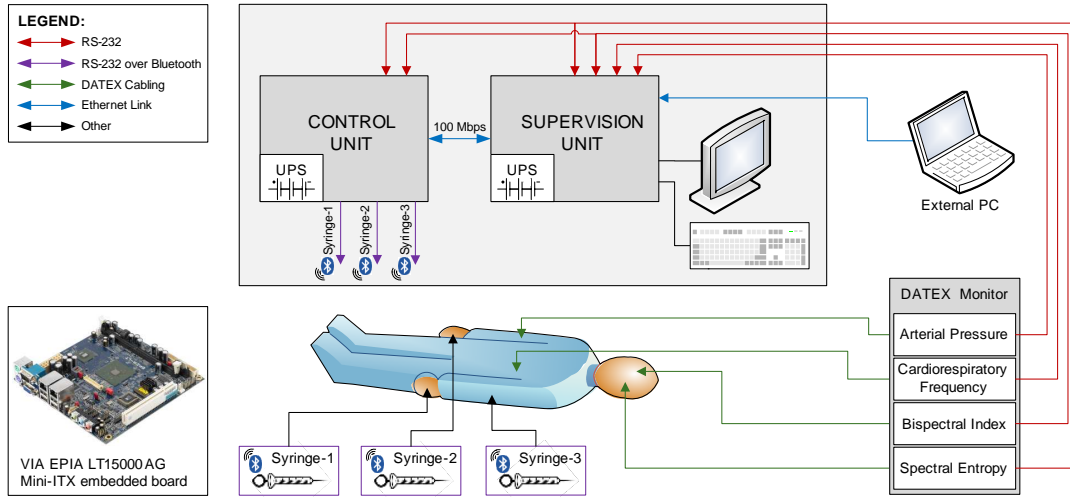 LEGEND:
RS-232
RS-232 over Bluetooth
DATEX Cabling
Ethernet Link
Other
CONTROL
UNIT
UPS
100 Mbps
SUPERVISION
UNIT
UPS
Syringe-1
Syringe-2
Syringe-3
External PC
DATEX Monitor
Arterial Pressure
Cardiorespiratory
Frequency
Bispectral Index
Spectral Entropy
VIA EPIA LT15000 AG
Mini-ITX embedded board
Syringe-1
Syringe-2
Syringe-3